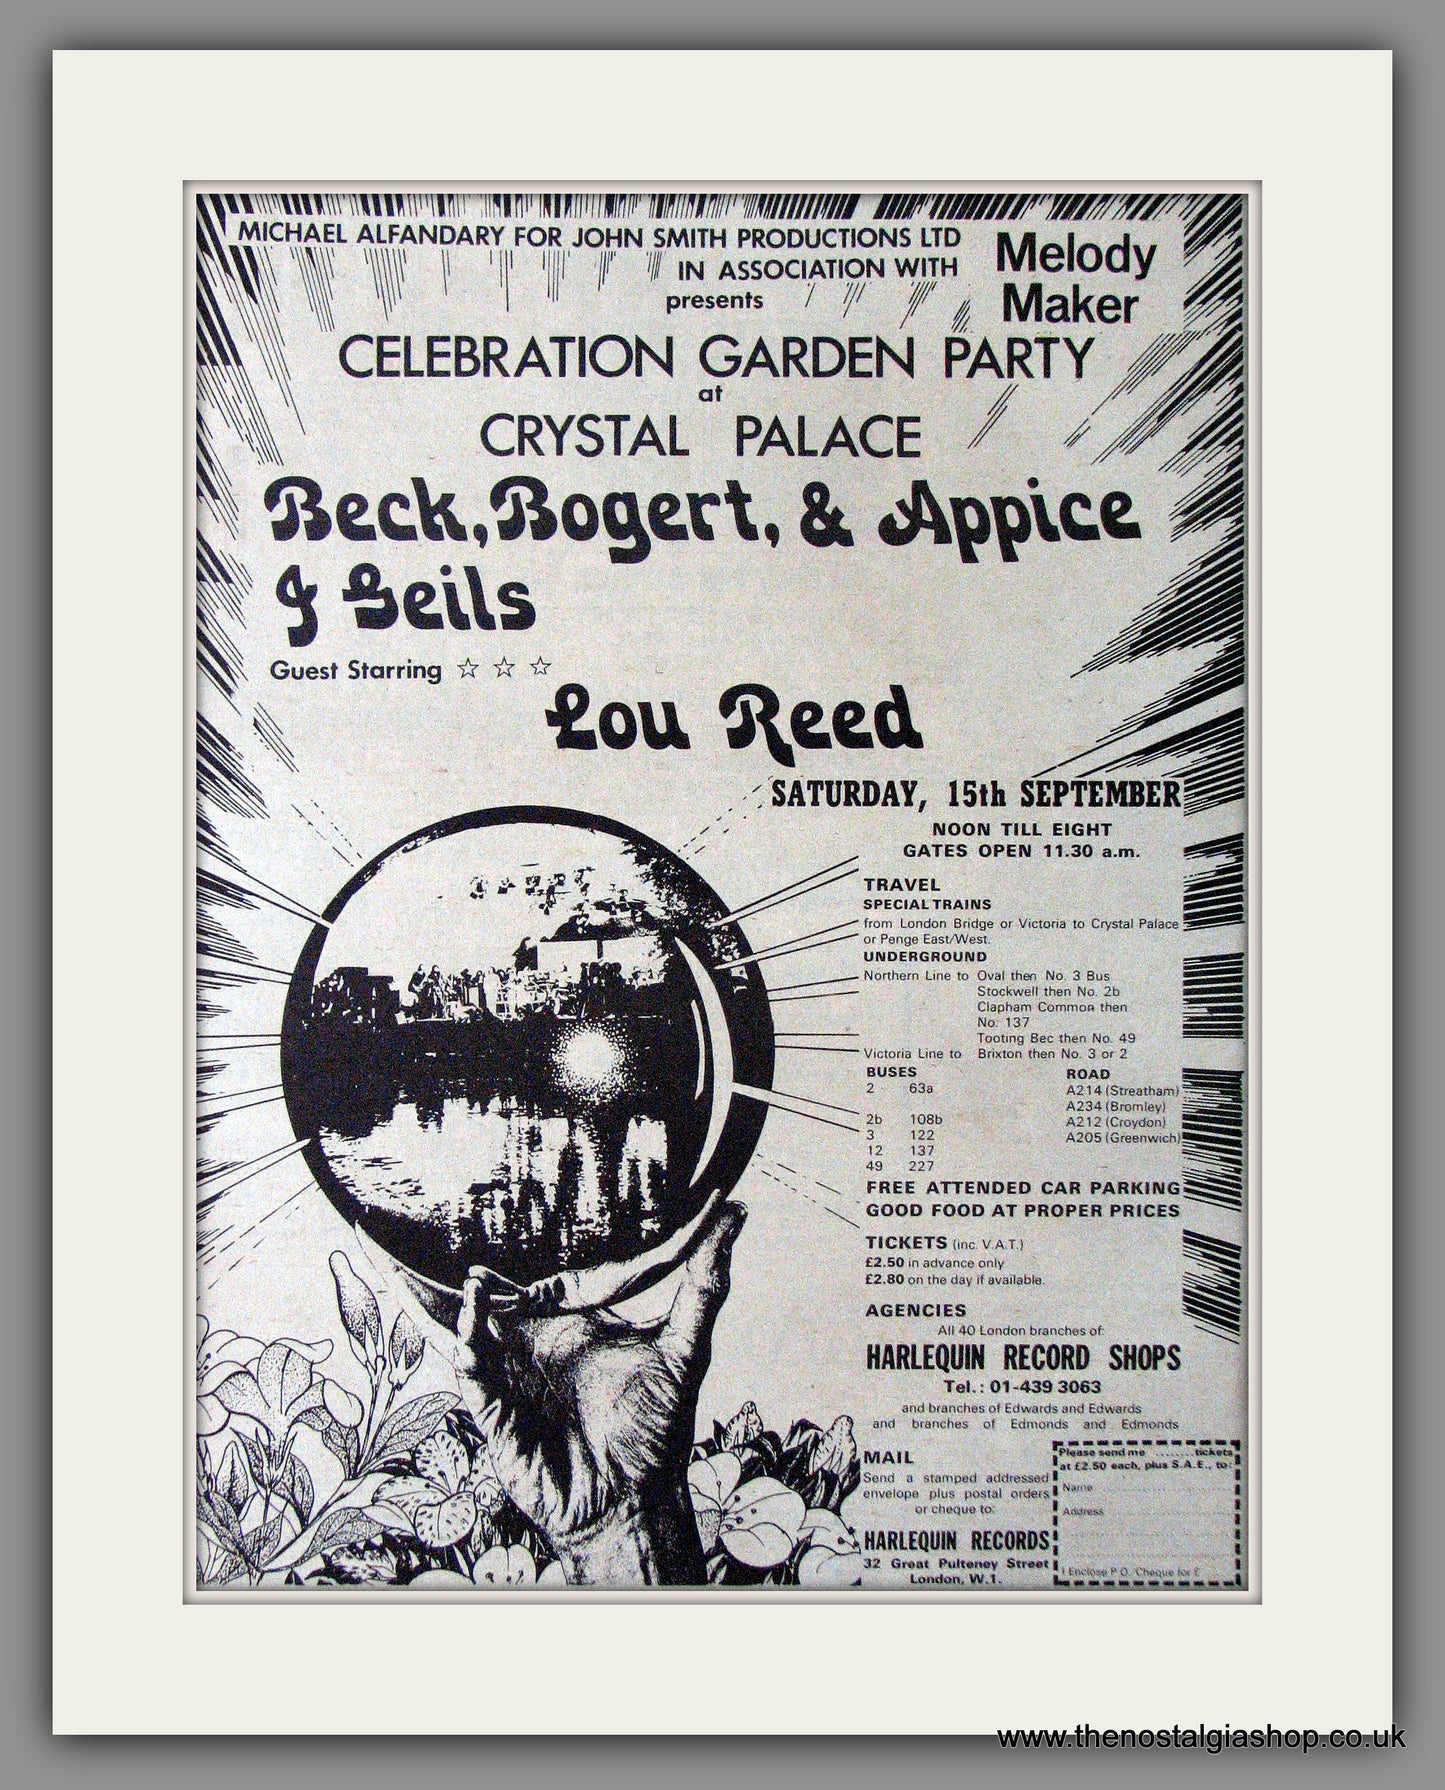 MICHAEL ALFANDARY FOR JOHN SMITH PRODUCTIONS LTD
IN ASSOCIATION WITH
Melody
Maker
presents
CELEBRATION GARDEN PARTY
at
CRYSTAL PALACE
Beck, Bogert, & Appice
J Geils
Guest Starring ☆ ☆ ☆
Lou Reed
SATURDAY, 15th SEPTEMBER
NOON TILL EIGHT
GATES OPEN 11.30 a.m.
TRAVEL
SPECIAL TRAINS
from London Bridge or Victoria to Crystal Palace
or Penge East/West.
UNDERGROUND
Northern Line to Oval then No. 3 Bus
Stockwell then No. 2b
Clapham Common then
No. 137
Tooting Bec then No. 49
Victoria Line to Brixton then No. 3 or 2
BUSES ROAD
2 63a A214 (Streatham)
A234 (Bromley)
2b 108b A212 (Croydon)
3 122 A205 (Greenwich)
12 137
49 227
FREE ATTENDED CAR PARKING
GOOD FOOD AT PROPER PRICES
TICKETS (inc. V.A.T.)
£2.50 in advance only
£2.80 on the day if available.
AGENCIES
All 40 London branches of:
HARLEQUIN RECORD SHOPS
Tel.: 01-439 3063
and branches of Edwards and Edwards
and branches of Edmonds and Edmonds
MAIL
Send a stamped addressed
envelope plus postal orders
or cheque to:
HARLEQUIN RECORDS
32 Great Pulteney Street
London, W.1.
Please send me ........ tickets
at £2.50 each, plus S.A.E., to:
Name
Address
I Enclose P.O./Cheque for £
www.thenostalgiashop.co.uk